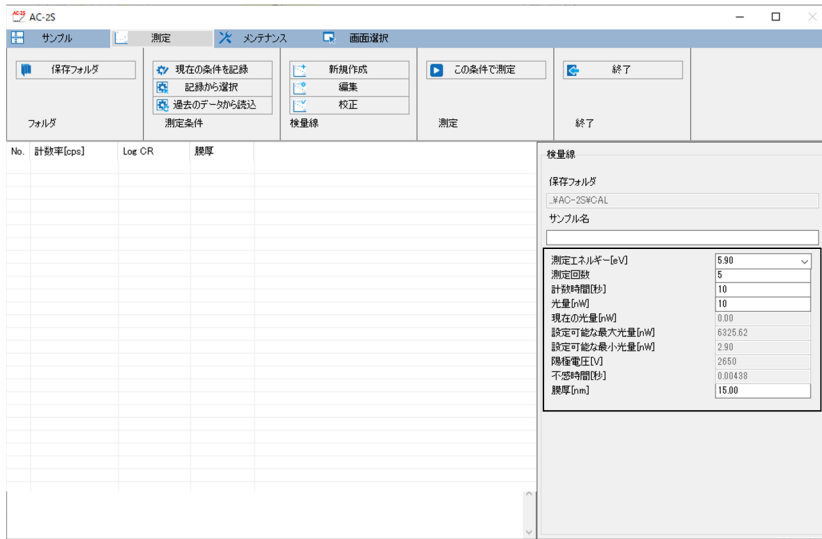 AC-2S
サンプル 測定 メンテナンス 画面選択
保存フォルダ 現在の条件を記録 新規作成 この条件で測定 終了
記録から選択 編集
過去のデータから読込 校正
フォルダ 測定条件 検量線 測定 終了
No. 計数率[cps] Log CR 膜厚
検量線
保存フォルダ
..¥AC-2S¥CAL
サンプル名
測定エネルギー[eV] 5.90
測定回数 5
計数時間[秒] 10
光量[nW] 10
現在の光量[nW] 0.00
設定可能な最大光量[nW] 6325.62
設定可能な最小光量[nW] 2.90
陽極電圧[V] 2650
不感時間[秒] 0.00438
膜厚[nm] 15.00